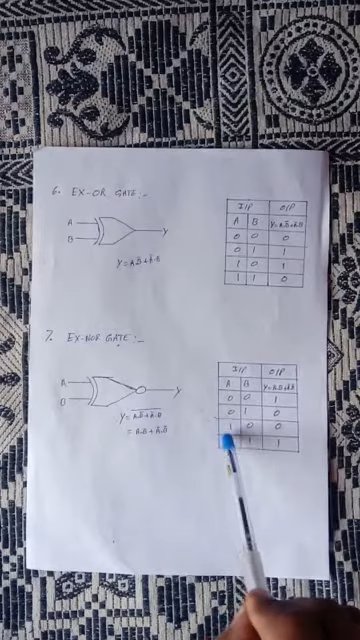 6. EX-OR GATE:-
A
B
Y
Y = AB̅ + A̅.B
I/P O/P
A B Y=AB̅+A̅.B
0 0 0
0 1 1
1 0 1
1 1 0
7. EX-NOR GATE:-
A
B
Y
I/P O/P
A B
0 0 1
0 1 0
1 0 0
1 1